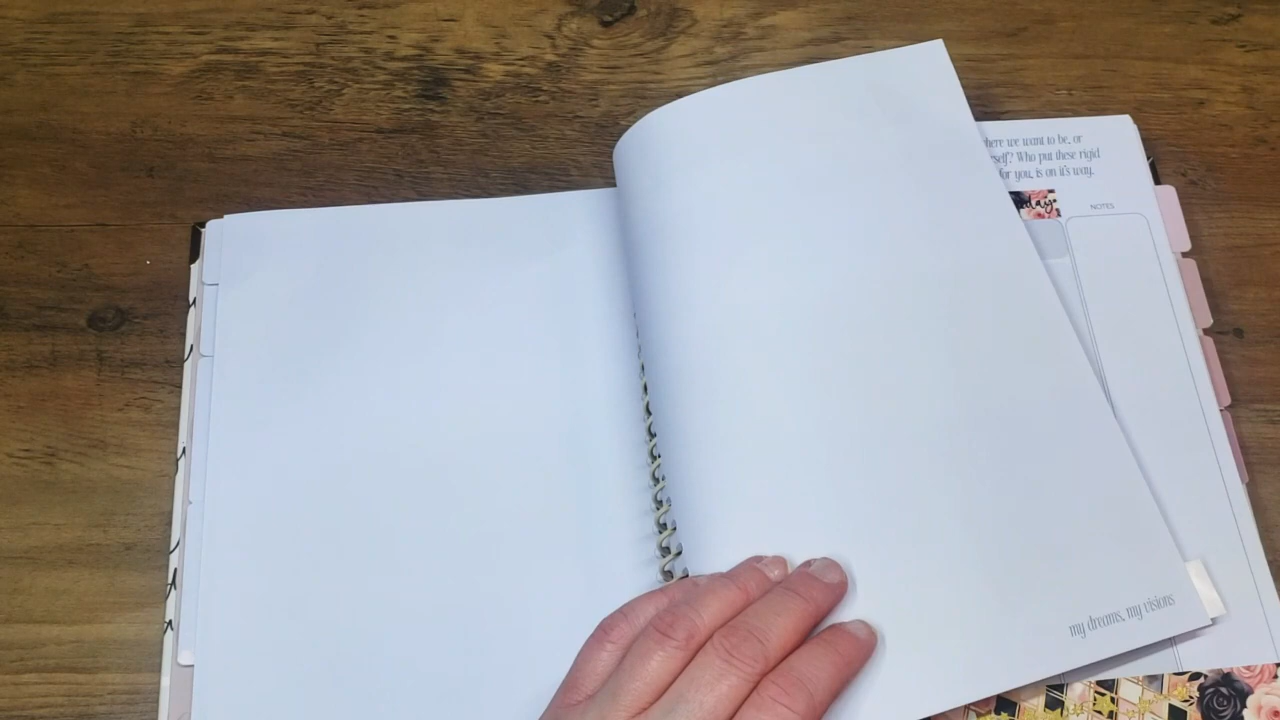 here we want to be, or
self? Who put these rigid
for you, is on it's way.
day
NOTES
my dreams, my visions